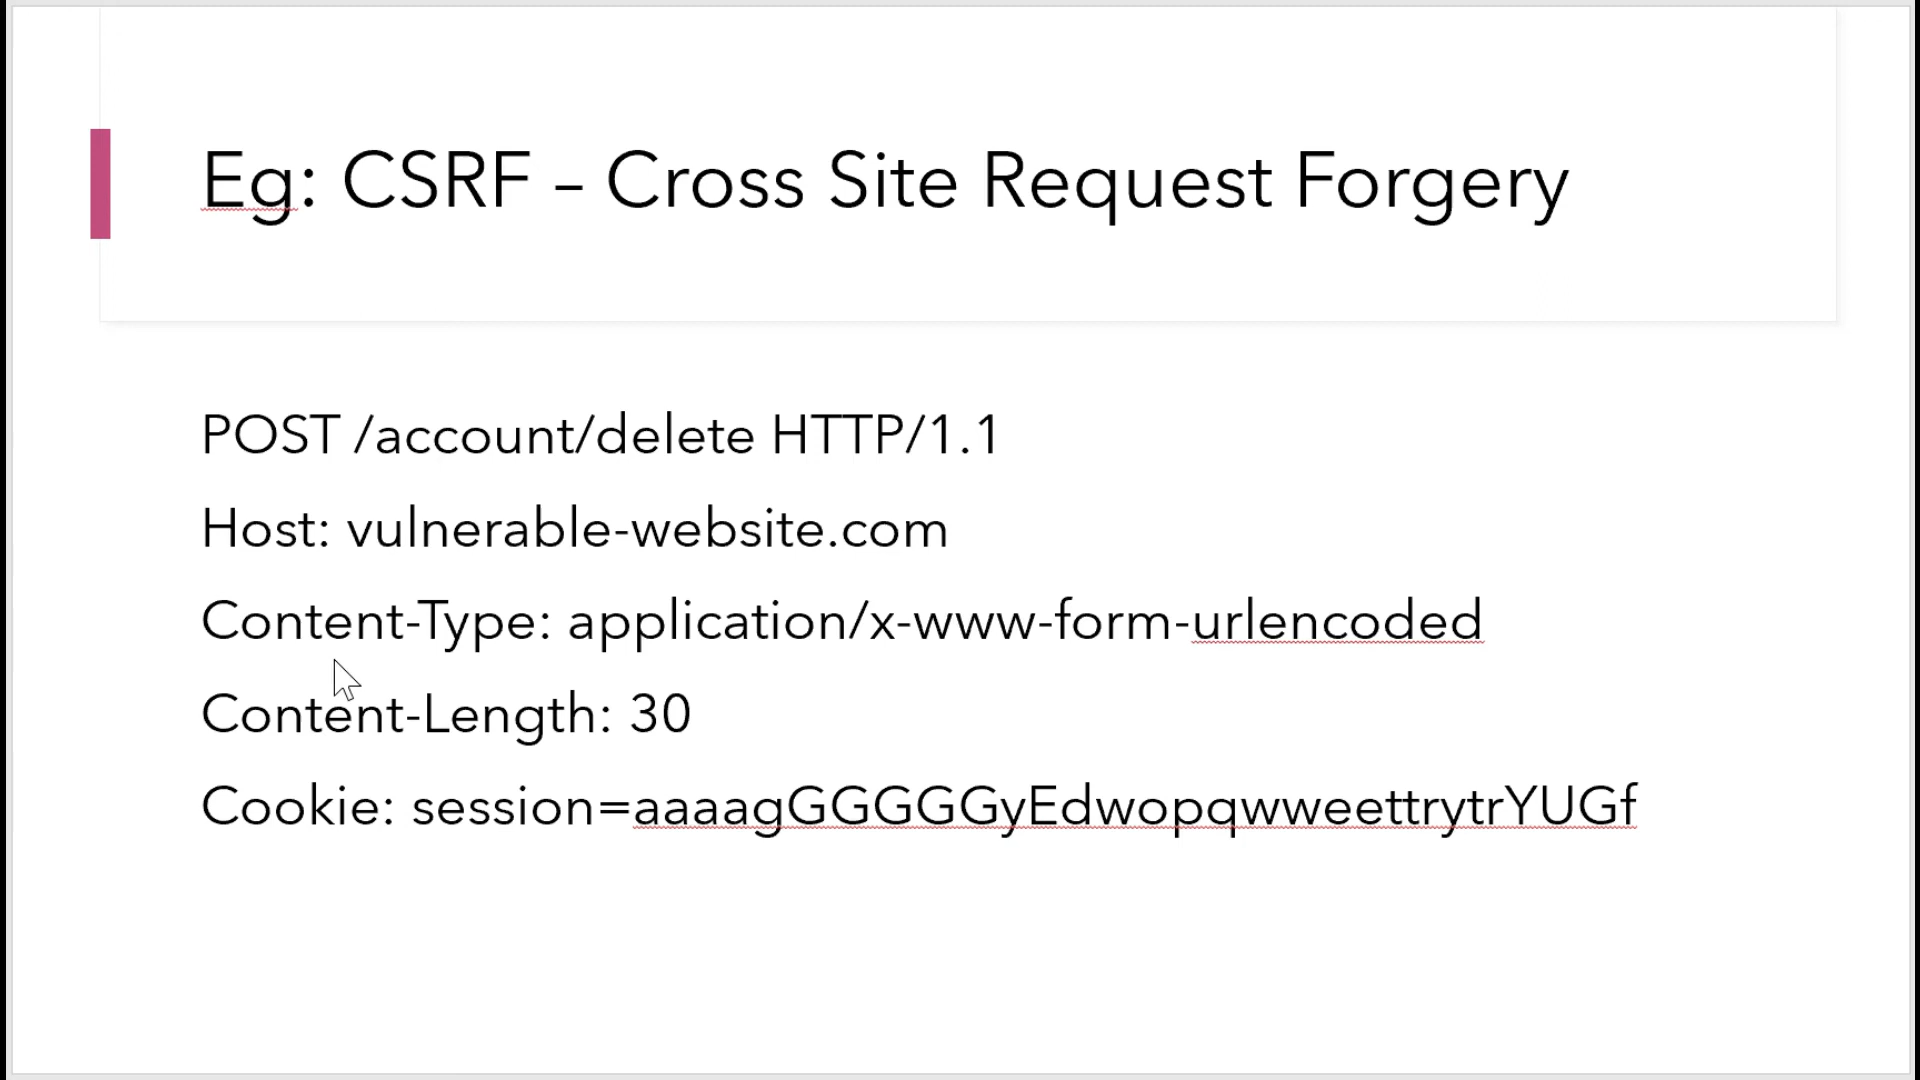 Eg: CSRF – Cross Site Request Forgery
POST /account/delete HTTP/1.1
Host: vulnerable-website.com
Content-Type: application/x-www-form-urlencoded
Content-Length: 30
Cookie: session=aaaagGGGGGyEdwopqwweettrytrYUGf